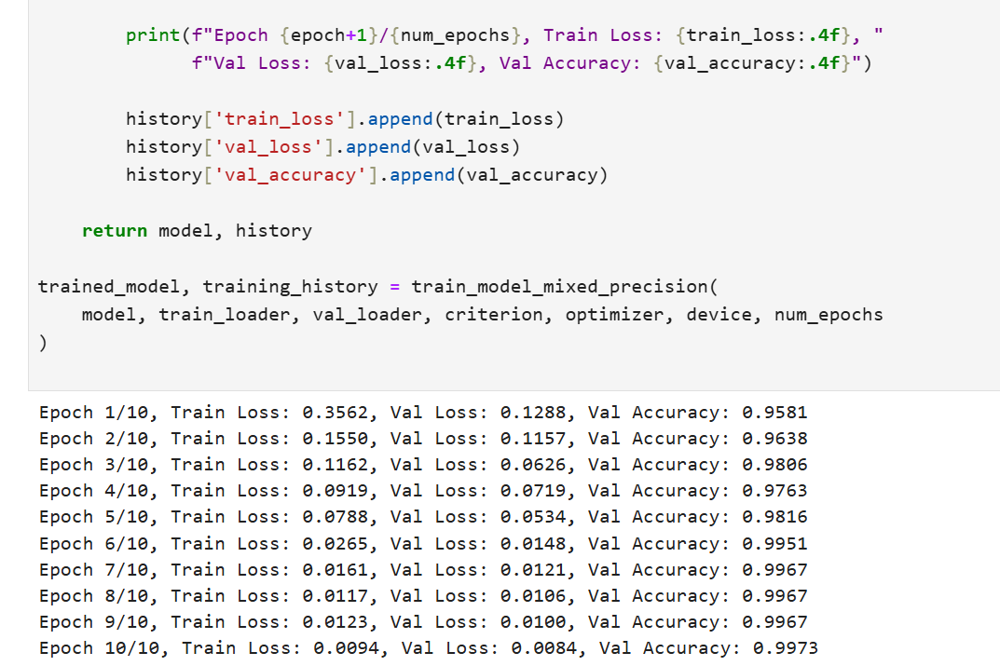 print(f"Epoch {epoch+1}/{num_epochs}, Train Loss: {train_loss:.4f}, "
f"Val Loss: {val_loss:.4f}, Val Accuracy: {val_accuracy:.4f}")
history['train_loss'].append(train_loss)
history['val_loss'].append(val_loss)
history['val_accuracy'].append(val_accuracy)
return model, history
trained_model, training_history = train_model_mixed_precision(
model, train_loader, val_loader, criterion, optimizer, device, num_epochs
)
Epoch 1/10, Train Loss: 0.3562, Val Loss: 0.1288, Val Accuracy: 0.9581
Epoch 2/10, Train Loss: 0.1550, Val Loss: 0.1157, Val Accuracy: 0.9638
Epoch 3/10, Train Loss: 0.1162, Val Loss: 0.0626, Val Accuracy: 0.9806
Epoch 4/10, Train Loss: 0.0919, Val Loss: 0.0719, Val Accuracy: 0.9763
Epoch 5/10, Train Loss: 0.0788, Val Loss: 0.0534, Val Accuracy: 0.9816
Epoch 6/10, Train Loss: 0.0265, Val Loss: 0.0148, Val Accuracy: 0.9951
Epoch 7/10, Train Loss: 0.0161, Val Loss: 0.0121, Val Accuracy: 0.9967
Epoch 8/10, Train Loss: 0.0117, Val Loss: 0.0106, Val Accuracy: 0.9967
Epoch 9/10, Train Loss: 0.0123, Val Loss: 0.0100, Val Accuracy: 0.9967
Epoch 10/10, Train Loss: 0.0094, Val Loss: 0.0084, Val Accuracy: 0.9973